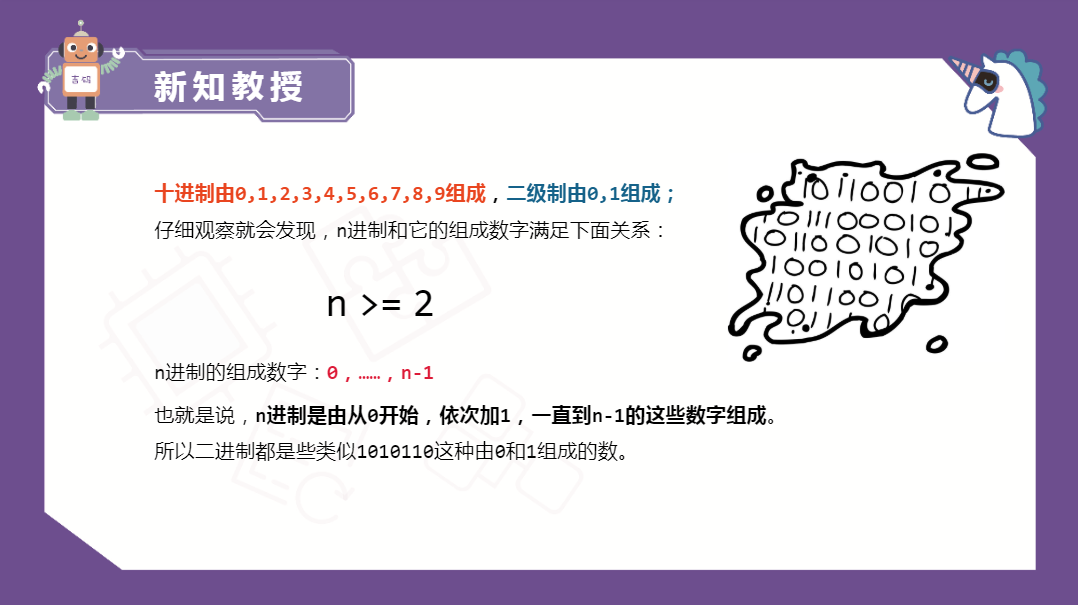 吉码
新知教授
十进制由0,1,2,3,4,5,6,7,8,9组成，二级制由0,1组成；
仔细观察就会发现，n进制和它的组成数字满足下面关系：
n >= 2
n进制的组成数字：0，……，n-1
也就是说，n进制是由从0开始，依次加1，一直到n-1的这些数字组成。
所以二进制都是些类似1010110这种由0和1组成的数。